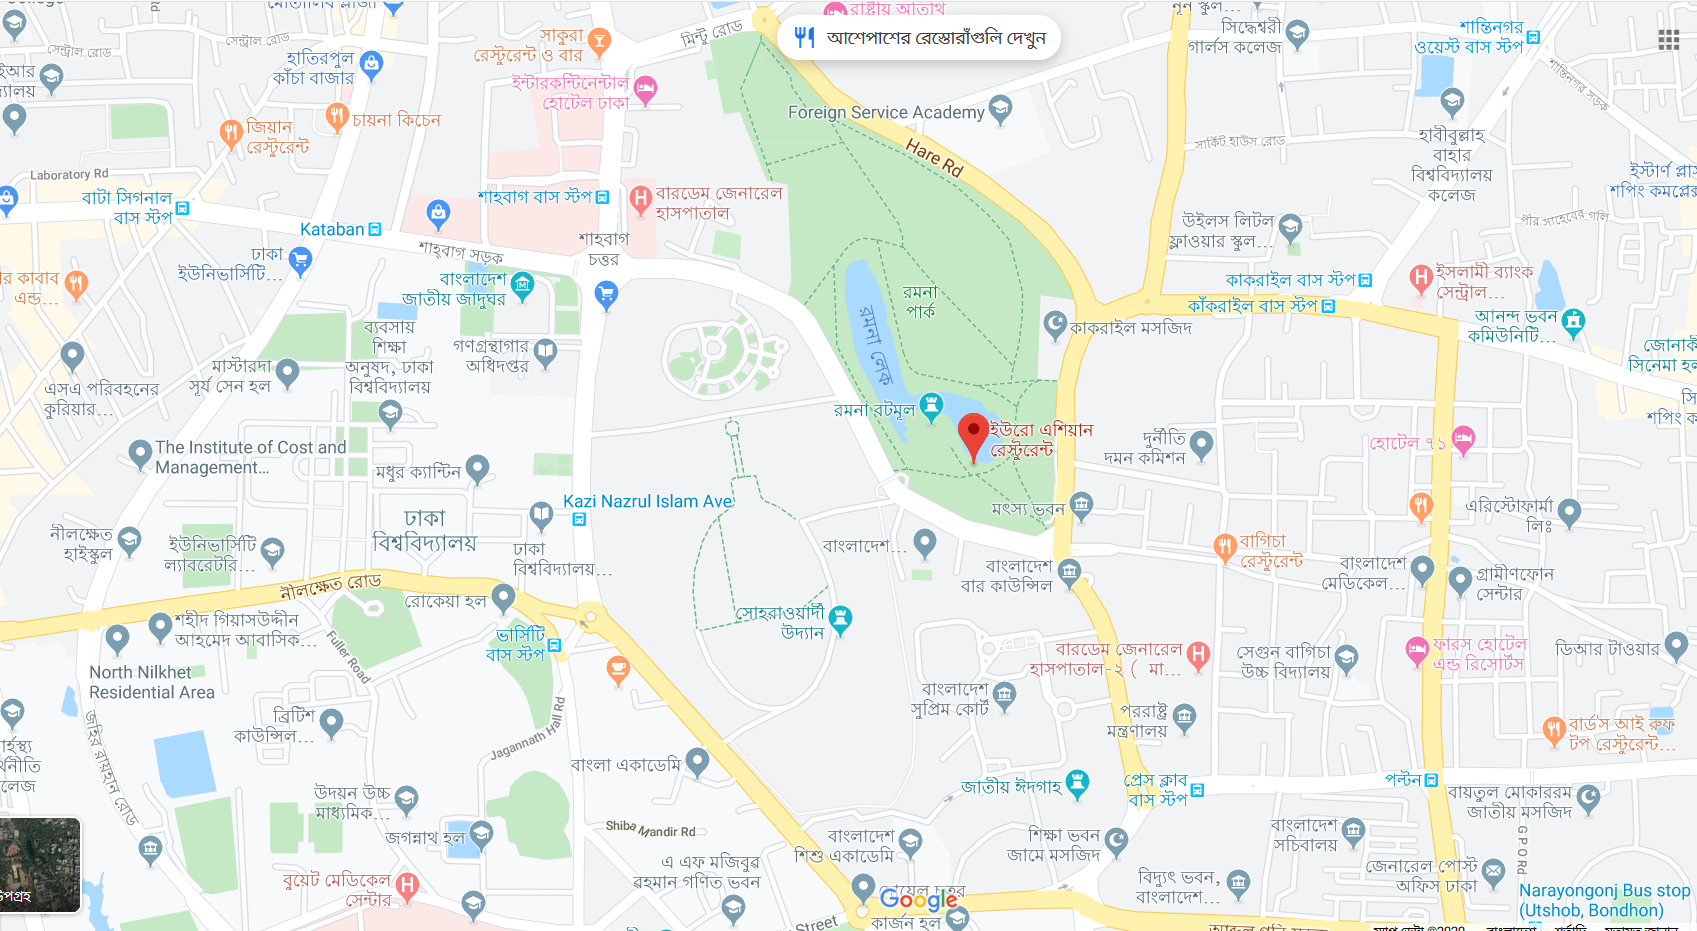 রাষ্ট্রীয় আতিথ
সিদ্ধেশ্বরী
গার্লস কলেজ
শান্তিনগর
ওয়েস্ট বাস স্টপ
সেন্ট্রাল রোড
সেন্ট্রাল রোড
হাতিরপুল
কাঁচা বাজার
সাকুরা
রেস্টুরেন্ট ও বার
মিন্টু রোড
আশেপাশের রেস্তোরাঁগুলি দেখুন
শান্তিনগর সড়ক
ইন্টারকন্টিনেন্টাল
হোটেল ঢাকা
Foreign Service Academy
চায়না কিচেন
জিয়ান
রেস্টুরেন্ট
Hare Rd
সার্কিট হাউস রোড
হাবীবুল্লাহ
বাহার
বিশ্ববিদ্যালয়
কলেজ
Laboratory Rd
বাটা সিগনাল
বাস স্টপ
শাহবাগ বাস স্টপ
বারডেম জেনারেল
হাসপাতাল
ইস্টার্ণ প্লাস
শপিং কমপ্লেক্স
পীর সাহেবের গলি
Kataban
শাহ্‌বাগ সড়ক
শাহবাগ
চত্তর
উইলস লিটল
ফ্লাওয়ার স্কুল...
ঢাকা
ইউনিভার্সিটি...
বাংলাদেশ
জাতীয় জাদুঘর
র কাবাব
এন্ড...
রমনা
পার্ক
রমনা লেক
কাকরাইল বাস স্টপ
কাঁকরাইল বাস স্টপ
ইসলামী ব্যাংক
সেন্ট্রাল...
আনন্দ ভবন
কমিউনিটি...
কাকরাইল মসজিদ
ব্যবসায়
শিক্ষা
অনুষদ, ঢাকা
বিশ্ববিদ্যালয়
গণগ্রন্থাগার
অধিদপ্তর
মাস্টারদা
সূর্য সেন হল
এসএ পরিবহনের
কুরিয়ার...
জোনাকী
সিনেমা হল
রমনা বটমূল
ইউরো এশিয়ান
রেস্টুরেন্ট
দুর্নীতি
দমন কমিশন
হোটেল ৭১
The Institute of Cost and
Management...
মধুর ক্যান্টিন
Kazi Nazrul Islam Ave
মৎস্য ভবন
এরিস্টোফার্মা
লিঃ
নীলক্ষেত
হাইস্কুল
ইউনিভার্সিটি
ল্যাবরেটরি...
ঢাকা
বিশ্ববিদ্যালয়
ঢাকা
বিশ্ববিদ্যালয়...
বাংলাদেশ...
বাংলাদেশ
বার কাউন্সিল
বাগিচা
রেস্টুরেন্ট
বাংলাদেশ
মেডিকেল...
গ্রামীণফোন
সেন্টার
নীলক্ষেত রোড
রোকেয়া হল
সোহরাওয়ার্দী
উদ্যান
শহীদ গিয়াসউদ্দীন
আহমেদ আবাসিক...
Fuller Road
ভার্সিটি
বাস স্টপ
বারডেম জেনারেল
হাসপাতাল-২ ( মা...
সেগুন বাগিচা
উচ্চ বিদ্যালয়
ফারস হোটেল
এন্ড রিসোর্টস
ডিআর টাওয়ার
North Nilkhet
Residential Area
জহির রায়হান রোড
ব্রিটিশ
কাউন্সিল...
Jagannath Hall Rd
বাংলাদেশ
সুপ্রিম কোর্ট
পররাষ্ট্র
মন্ত্রণালয়
বার্ড'স আই রুফ
টপ রেস্টুরেন্ট...
বাংলা একাডেমি
জাতীয় ঈদগাহ
প্রেস ক্লাব
বাস স্টপ
পল্টন
বায়তুল মোকাররম
জাতীয় মসজিদ
উদয়ন উচ্চ
মাধ্যমিক...
জগন্নাথ হল
Shiba Mandir Rd
বাংলাদেশ
শিশু একাডেমি
শিক্ষা ভবন
জামে মসজিদ
বাংলাদেশ
সচিবালয়
G P O Rd
জেনারেল পোস্ট
অফিস ঢাকা
এ এফ মজিবুর
রহমান গণিত ভবন
বুয়েট মেডিকেল
সেন্টার
উপগ্রহ
দোয়েল চত্বর
Google
কার্জন হল
Street
বিদ্যুৎ ভবন,
বাংলাদেশ...
Narayongonj Bus stop
(Utshob, Bondhon)